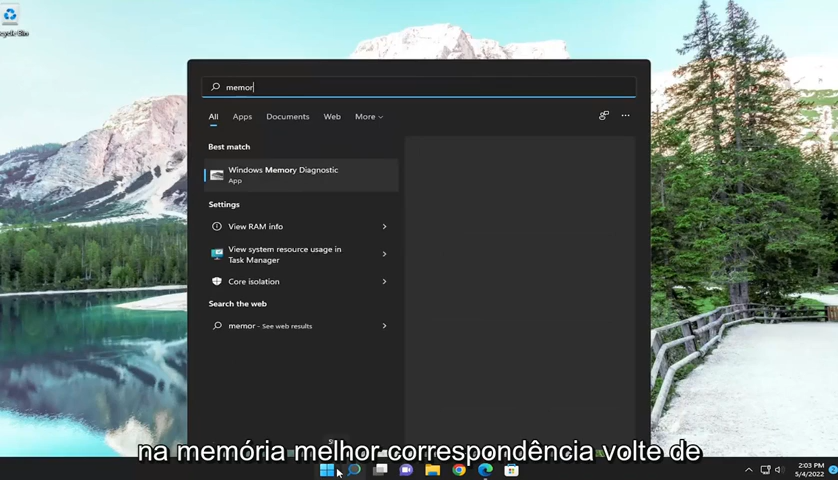 cycle Bin
memor
All Apps Documents Web More
Best match
Windows Memory Diagnostic
App
Settings
View RAM info
View system resource usage in
Task Manager
Core isolation
Search the web
memor - See web results
na memória melhor correspondência volte de
2:03 PM
5/4/2022